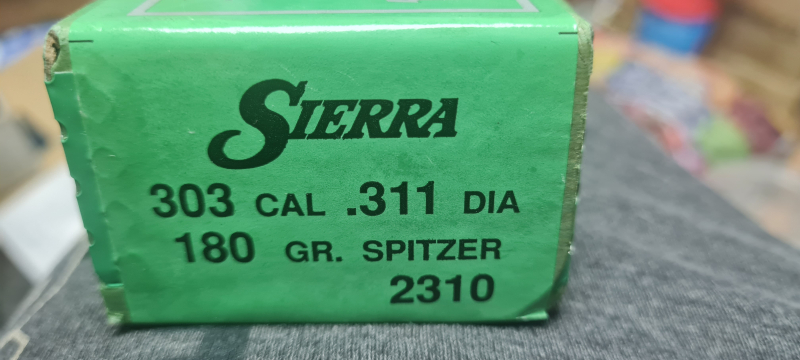 SIERRA
303 CAL .311 DIA
180 GR. SPITZER
2310